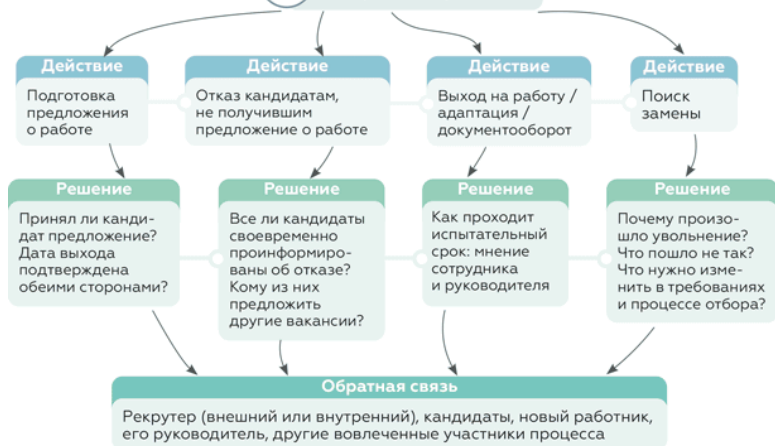 Действие
Подготовка
предложения
о работе
Действие
Отказ кандидатам,
не получившим
предложение о работе
Действие
Выход на работу /
адаптация /
документооборот
Действие
Поиск
замены
Решение
Принял ли канди-
дат предложение?
Дата выхода
подтверждена
обеими сторонами?
Решение
Все ли кандидаты
своевременно
проинформиро-
ваны об отказе?
Кому из них
предложить
другие вакансии?
Решение
Как проходит
испытательный
срок: мнение
сотрудника
и руководителя
Решение
Почему произо-
шло увольнение?
Что пошло не так?
Что нужно изме-
нить в требованиях
и процессе отбора?
Обратная связь
Рекрутер (внешний или внутренний), кандидаты, новый работник,
его руководитель, другие вовлеченные участники процесса